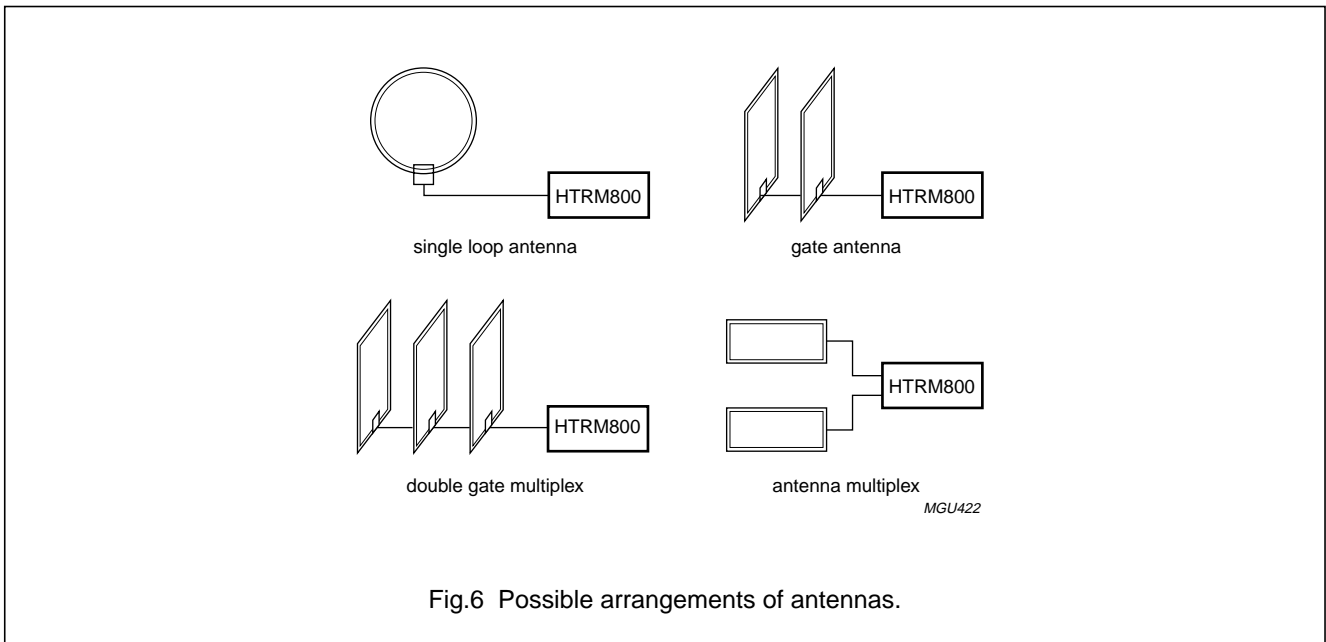 HTRM800
single loop antenna
HTRM800
gate antenna
HTRM800
double gate multiplex
HTRM800
antenna multiplex
MGU422
Fig.6 Possible arrangements of antennas.